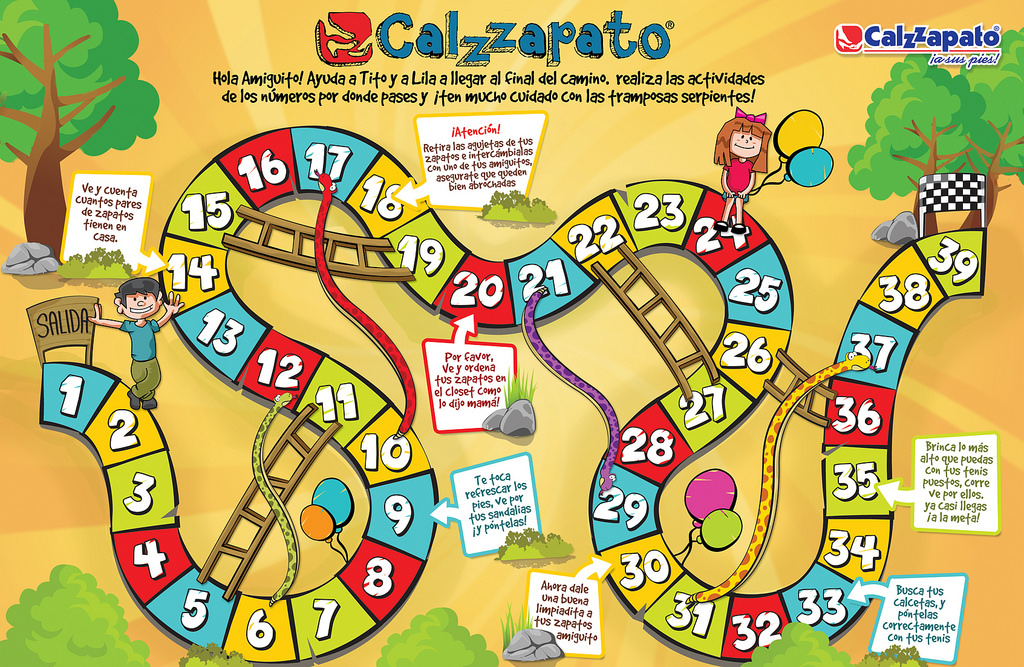 CalzZapato®
CalzZapato®
¡a sus pies!
Hola Amiguito! Ayuda a Tito y a Lila a llegar al final del camino, realiza las actividades
de los números por donde pases y ¡ten mucho cuidado con las tramposas serpientes!
¡Atención!
Retira las agujetas de tus
zapatos e intercámbialas
con uno de tus amiguitos,
asegurate que queden
bien abrochadas
Ve y cuenta
cuantos pares
de zapatos
tienen en
casa.
SALIDA
1
2
3
4
5
6
7
8
9
10
11
12
13
14
15
16
17
18
19
20
21
22
23
24
25
26
27
28
29
30
31
32
33
34
35
36
37
38
39
Por favor,
ve y ordena
tus zapatos en
el closet como
lo dijo mamá!
Te toca
refrescar los
pies, ve por
tus sandalias
¡y póntelas!
Ahora dale
una buena
limpiadita a
tus zapatos
amiguito
Brinca lo más
alto que puedas
con tus tenis
puestos, corre
ve por ellos.
ya casi llegas
¡a la meta!
Busca tus
calcetas, y
póntelas
correctamente
con tus tenis